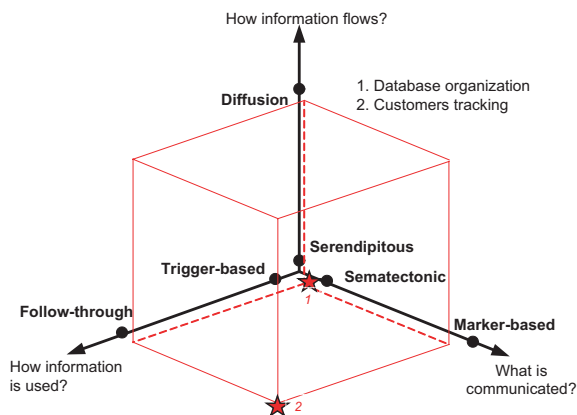 How information flows?
1. Database organization
2. Customers tracking
Diffusion
Serendipitous
Trigger-based
Sematectonic
1
Follow-through
Marker-based
How information
is used?
What is
communicated?
2